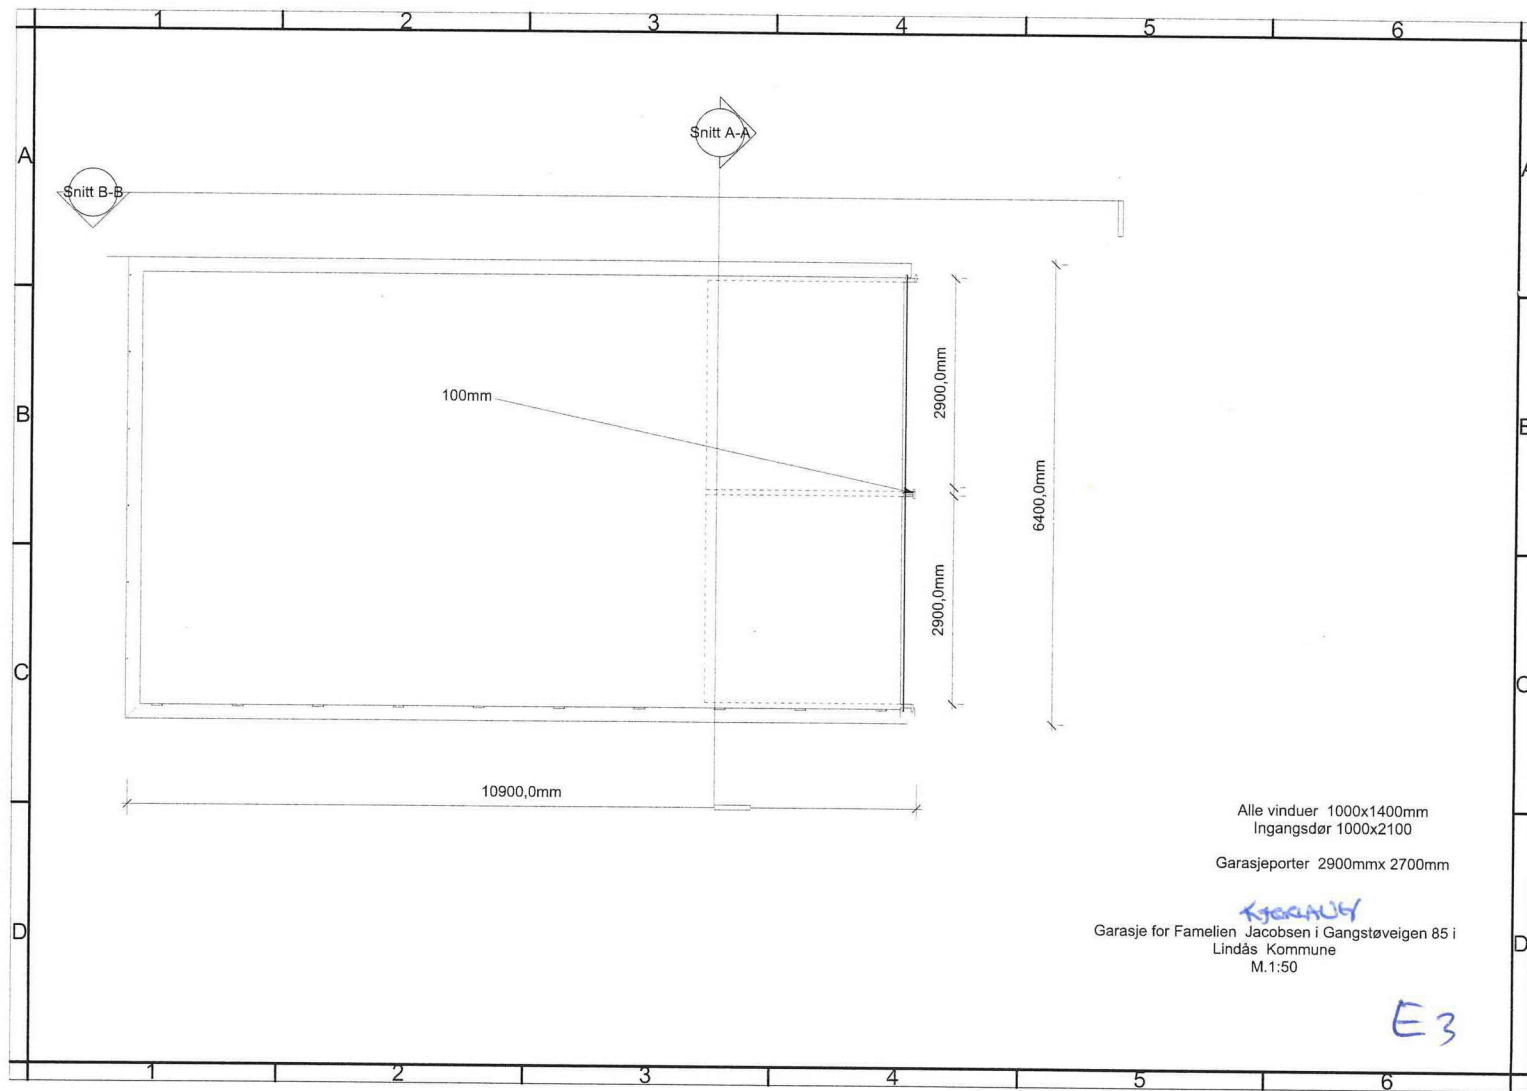 1 2 3 4 5 6
A
Snitt A-A
Snitt B-B
A
B
100mm
2900,0mm
6400,0mm
B
2900,0mm
C
C
10900,0mm
Alle vinduer 1000x1400mm
Ingangsdør 1000x2100
Garasjeporter 2900mmx 2700mm
KJELLAUG
Garasje for Famelien Jacobsen i Gangstøveigen 85 i
Lindås Kommune
M.1:50
D
D
E3
1 2 3 4 5 6